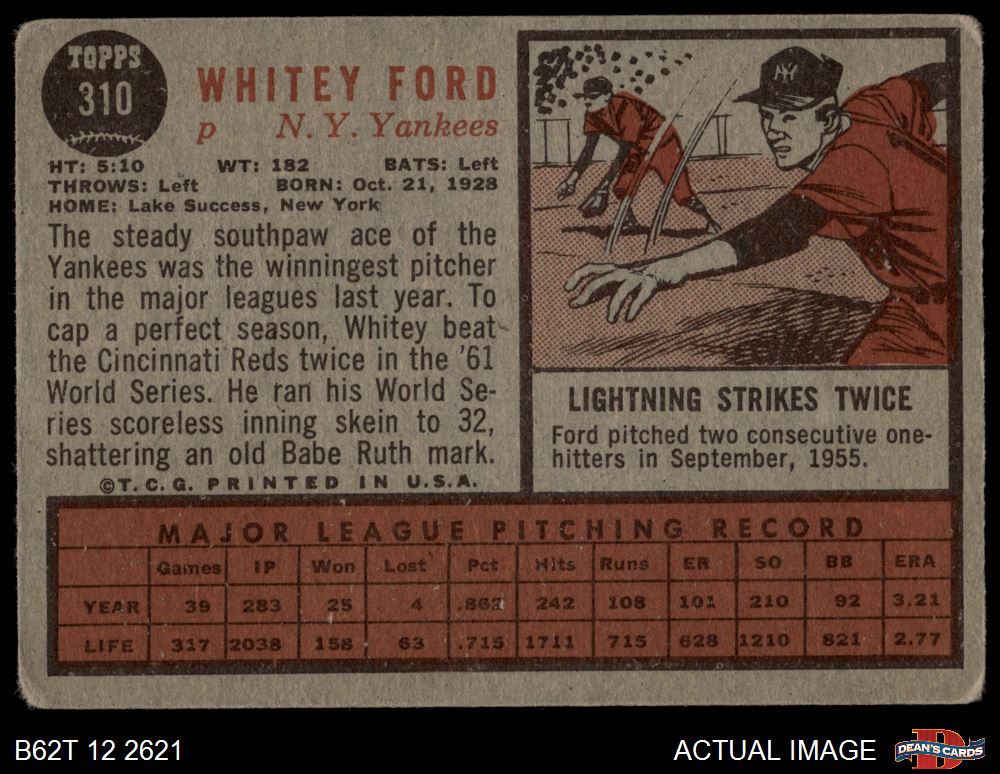 TOPPS
310
WHITEY FORD
p N. Y. Yankees
HT: 5:10 WT: 182 BATS: Left
THROWS: Left BORN: Oct. 21, 1928
HOME: Lake Success, New York
The steady southpaw ace of the
Yankees was the winningest pitcher
in the major leagues last year. To
cap a perfect season, Whitey beat
the Cincinnati Reds twice in the '61
World Series. He ran his World Se-
ries scoreless inning skein to 32,
shattering an old Babe Ruth mark.
©T.C.G. PRINTED IN U.S.A.
NY
LIGHTNING STRIKES TWICE
Ford pitched two consecutive one-
hitters in September, 1955.
MAJOR LEAGUE PITCHING RECORD
Games IP Won Lost Pct Hits Runs ER SO BB ERA
YEAR 39 283 25 4 .862 242 108 101 210 92 3.21
LIFE 317 2038 158 63 .715 1711 715 628 1210 821 2.77
B62T 12 2621
ACTUAL IMAGE
D
DEAN'S CARDS